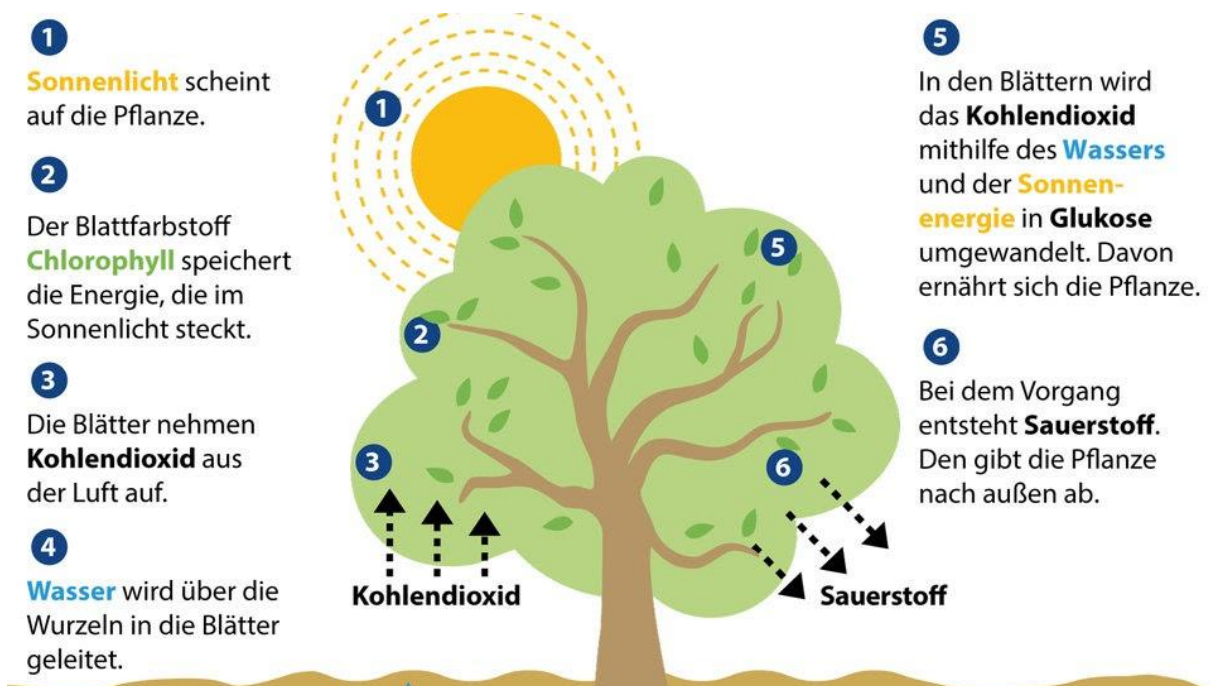 1
Sonnenlicht scheint
auf die Pflanze.
2
Der Blattfarbstoff
Chlorophyll speichert
die Energie, die im
Sonnenlicht steckt.
3
Die Blätter nehmen
Kohlendioxid aus
der Luft auf.
4
Wasser wird über die
Wurzeln in die Blätter
geleitet.
1
2
3
Kohlendioxid
5
6
Sauerstoff
5
In den Blättern wird
das Kohlendioxid
mithilfe des Wassers
und der Sonnen-
energie in Glukose
umgewandelt. Davon
ernährt sich die Pflanze.
6
Bei dem Vorgang
entsteht Sauerstoff.
Den gibt die Pflanze
nach außen ab.